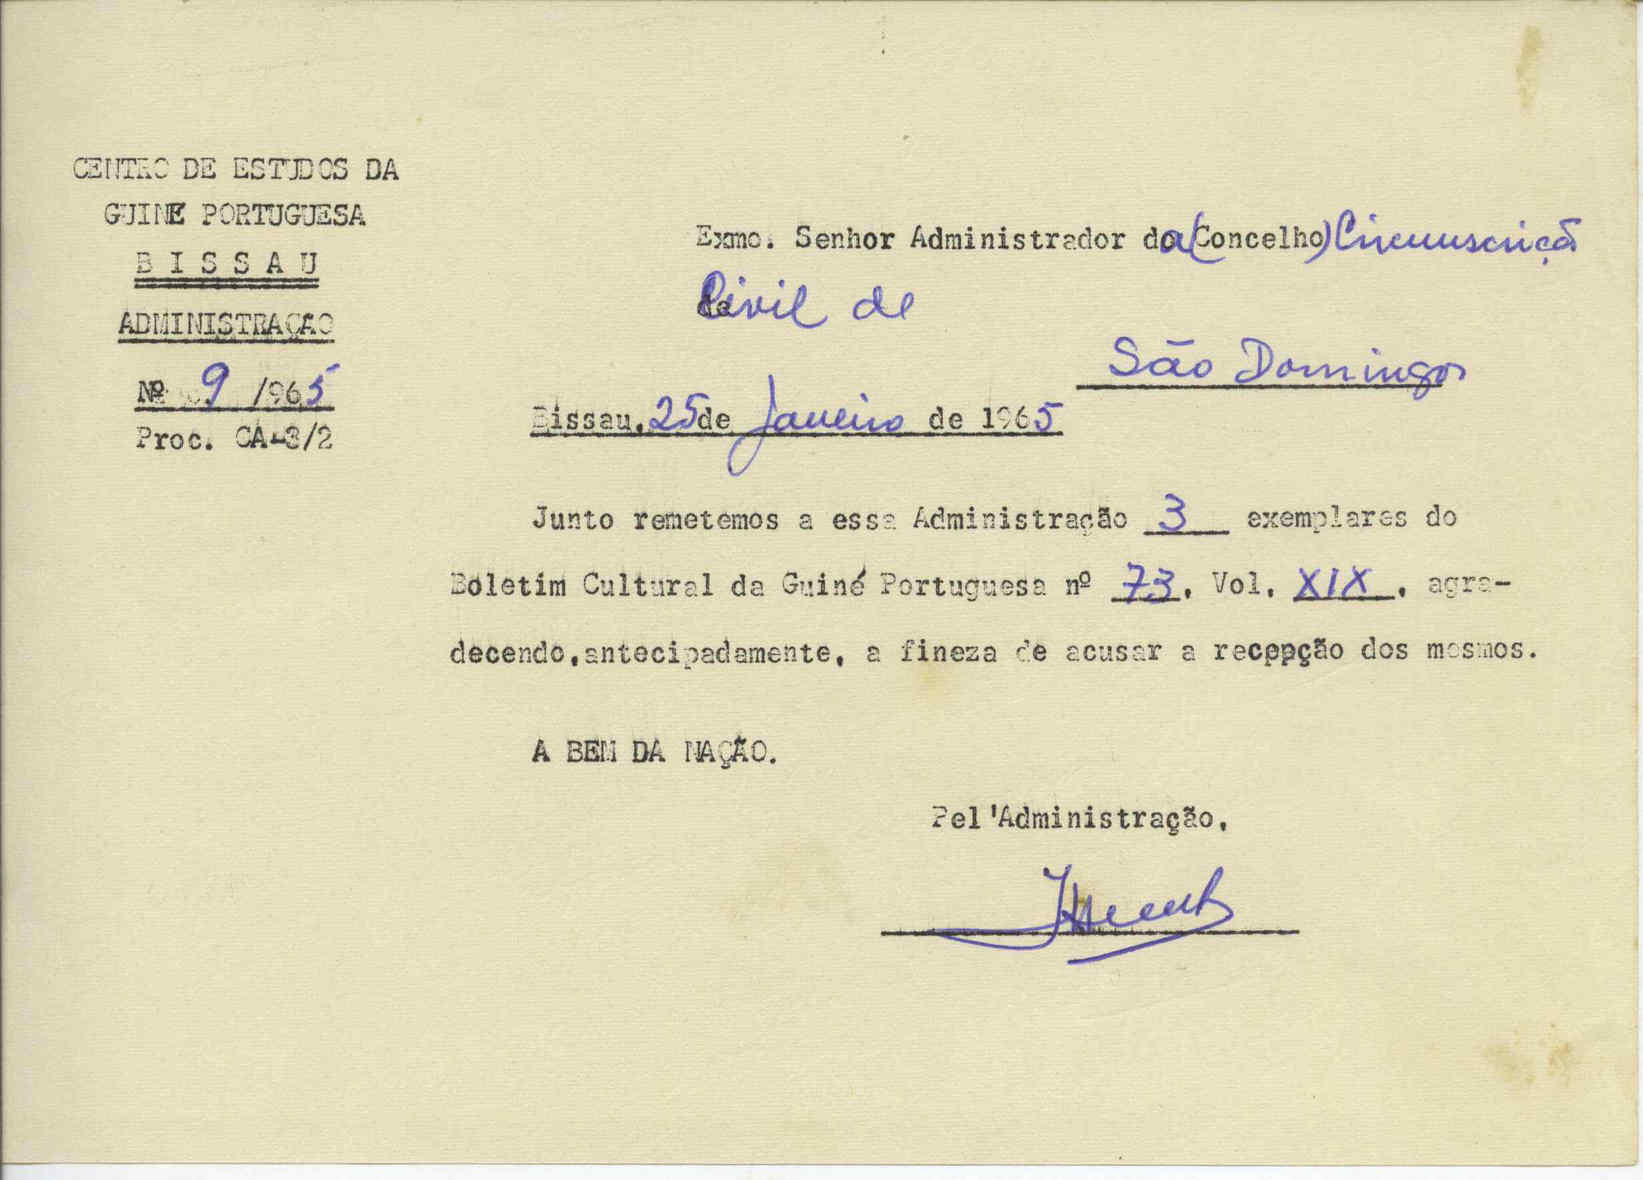 CENTRO DE ESTUDOS DA
GUINÉ PORTUGUESA
B I S S A U
ADMINISTRAÇÃO
Nº 9 /965
Proc. CA-3/2
Exmo. Senhor Administrador da (Concelho) Circunscriçã
Civil de
São Domingos
Bissau, 25 de Janeiro de 1965
Junto remetemos a essa Administração 3 exemplares do
Boletim Cultural da Guiné Portuguesa nº 73, Vol. XIX, agra-
decendo, antecipadamente, a fineza de acusar a recepção dos mesmos.
A BEM DA NAÇÃO.
Pel'Administração,